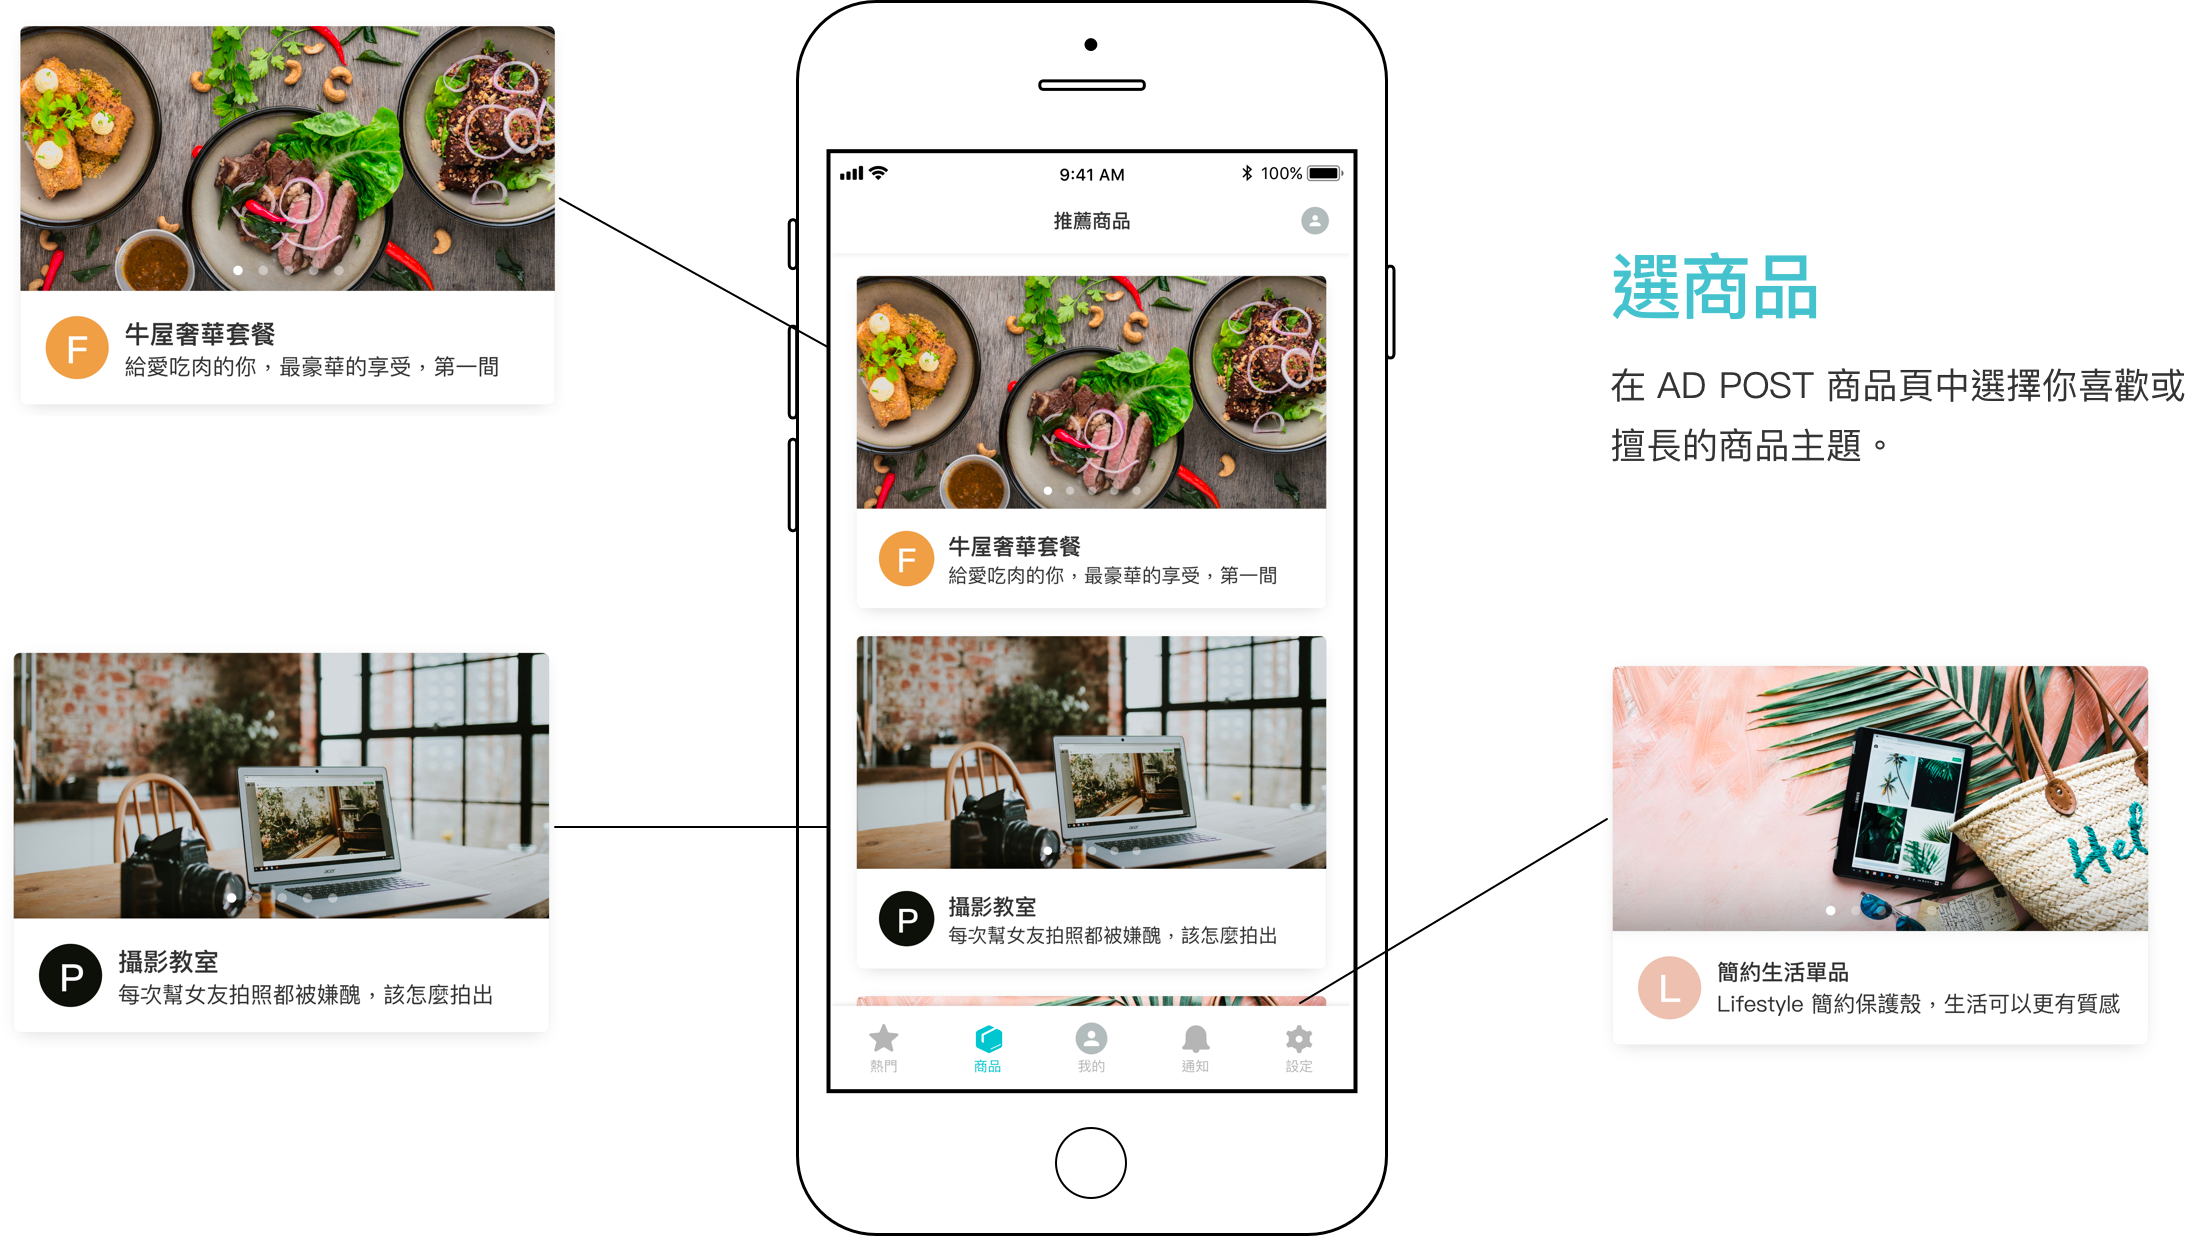 F
牛屋奢華套餐
給愛吃肉的你，最豪華的享受，第一間
P
攝影教室
每次幫女友拍照都被嫌醜，該怎麼拍出
9:41 AM
100%
推薦商品
F
牛屋奢華套餐
給愛吃肉的你，最豪華的享受，第一間
acer
P
攝影教室
每次幫女友拍照都被嫌醜，該怎麼拍出
熱門
商品
我的
通知
設定
選商品
在 AD POST 商品頁中選擇你喜歡或
擅長的商品主題。
Hel
L
簡約生活單品
Lifestyle 簡約保護殼，生活可以更有質感